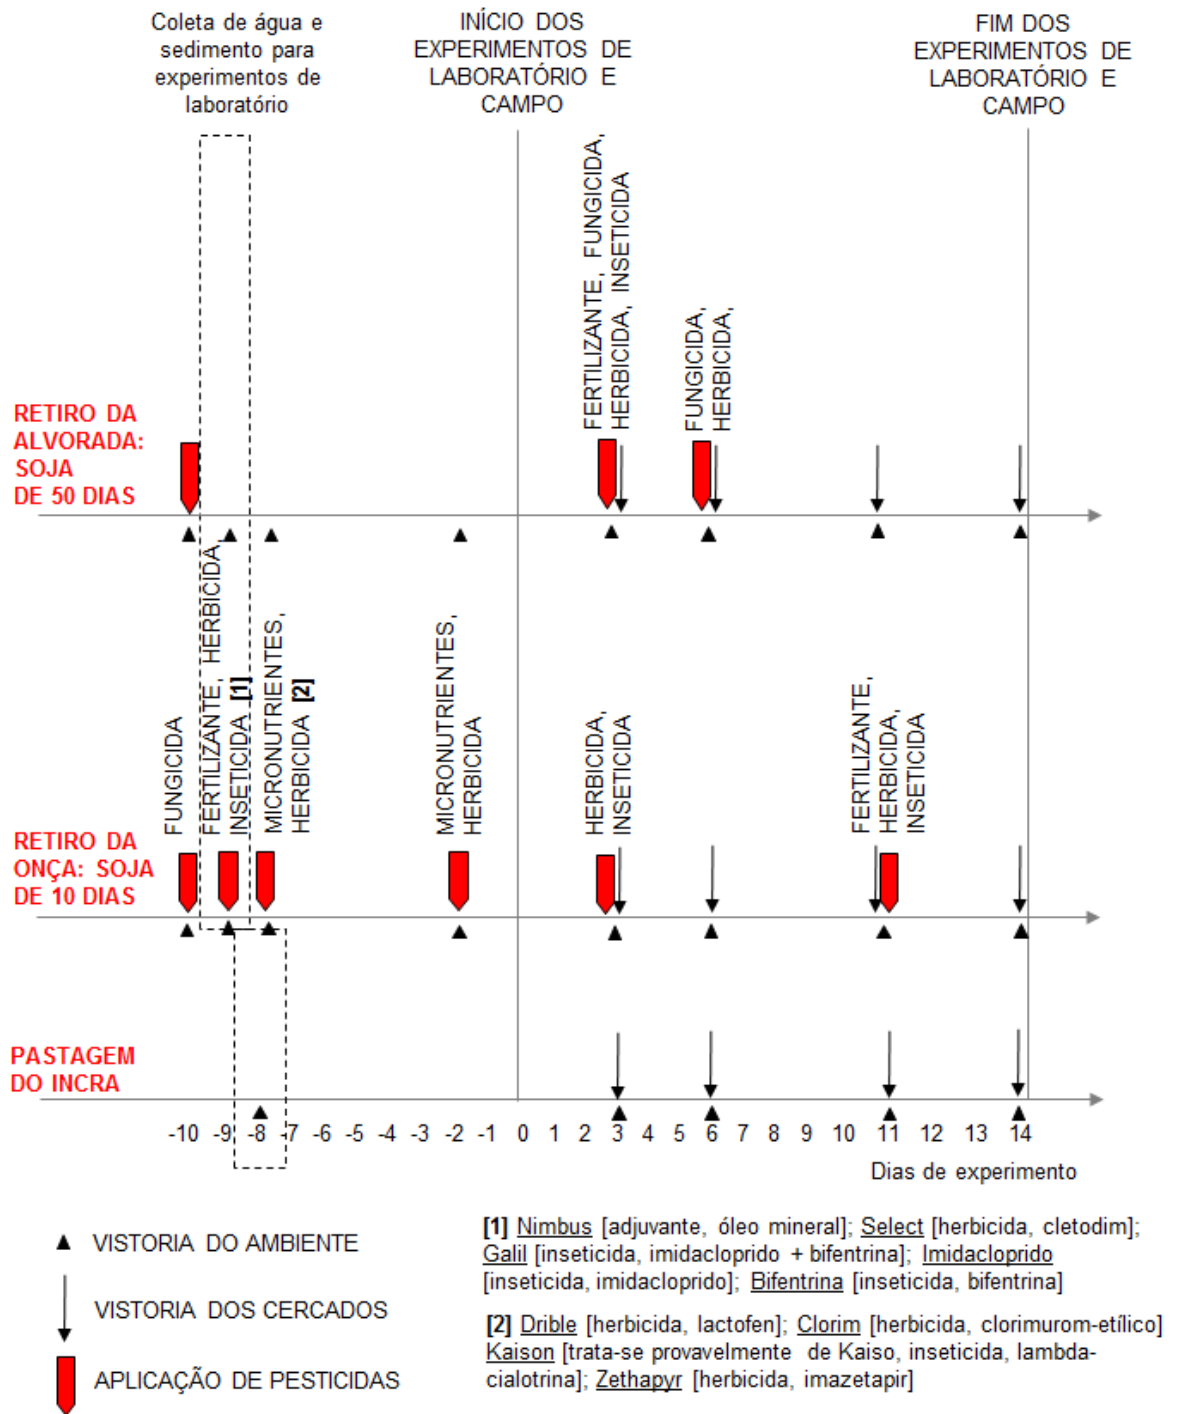 Coleta de água e
sedimento para
experimentos de
laboratório
INÍCIO DOS
EXPERIMENTOS DE
LABORATÓRIO E
CAMPO
FIM DOS
EXPERIMENTOS DE
LABORATÓRIO E
CAMPO
FERTILIZANTE, FUNGICIDA,
HERBICIDA, INSETICIDA
FUNGICIDA,
HERBICIDA,
RETIRO DA
ALVORADA:
SOJA
DE 50 DIAS
FUNGICIDA
FERTILIZANTE, HERBICIDA,
INSETICIDA [1]
MICRONUTRIENTES,
HERBICIDA [2]
MICRONUTRIENTES,
HERBICIDA
HERBICIDA,
INSETICIDA
FERTILIZANTE,
HERBICIDA,
INSETICIDA
RETIRO DA
ONÇA: SOJA
DE 10 DIAS
PASTAGEM
DO INCRA
-10 -9 -8 -7 -6 -5 -4 -3 -2 -1 0 1 2 3 4 5 6 7 8 9 10 11 12 13 14
Dias de experimento
VISTORIA DO AMBIENTE
VISTORIA DOS CERCADOS
APLICAÇÃO DE PESTICIDAS
[1] Nimbus [adjuvante, óleo mineral]; Select [herbicida, cletodim];
Galil [inseticida, imidacloprido + bifentrina]; Imidacloprido
[inseticida, imidacloprido]; Bifentrina [inseticida, bifentrina]
[2] Drible [herbicida, lactofen]; Clorim [herbicida, clorimurom-etílico]
Kaison [trata-se provavelmente de Kaiso, inseticida, lambda-
cialotrina]; Zethapyr [herbicida, imazetapir]